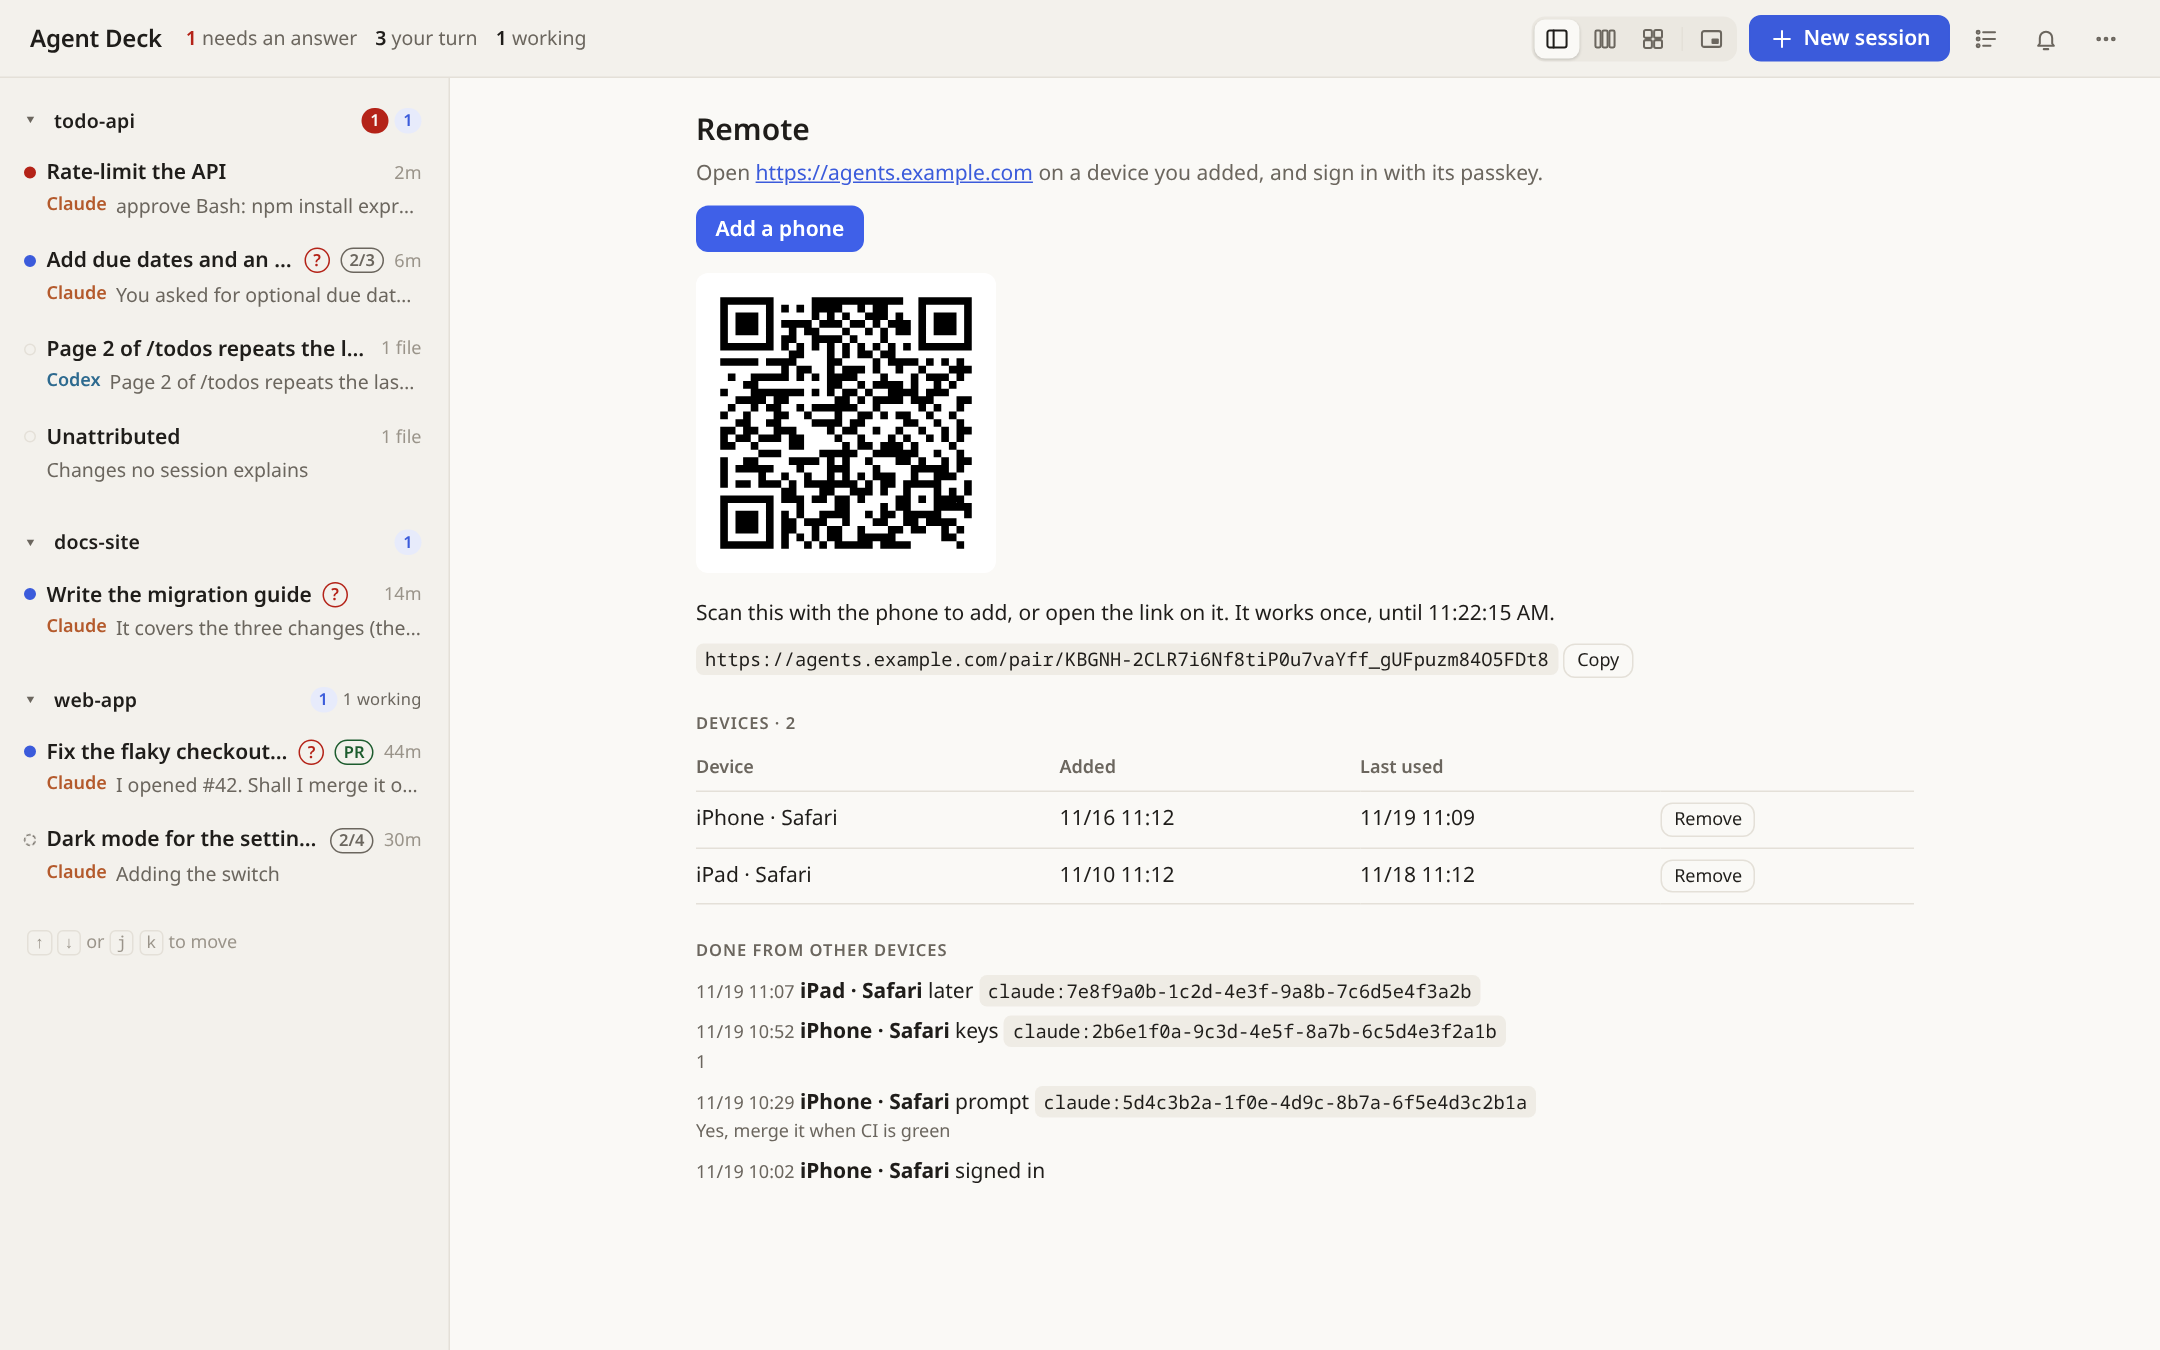 Agent Deck 1 needs an answer 3 your turn 1 working
New session
todo-api 1 1
Rate-limit the API 2m
Claude approve Bash: npm install expr...
Add due dates and an ... ? 2/3 6m
Claude You asked for optional due dat...
Page 2 of /todos repeats the l... 1 file
Codex Page 2 of /todos repeats the las...
Unattributed 1 file
Changes no session explains
docs-site 1
Write the migration guide ? 14m
Claude It covers the three changes (the...
web-app 1 1 working
Fix the flaky checkout... ? PR 44m
Claude I opened #42. Shall I merge it o...
Dark mode for the settin... 2/4 30m
Claude Adding the switch
↑ ↓ or j k to move
Remote
Open https://agents.example.com on a device you added, and sign in with its passkey.
Add a phone
Scan this with the phone to add, or open the link on it. It works once, until 11:22:15 AM.
https://agents.example.com/pair/KBGNH-2CLR7i6Nf8tiP0u7vaYff_gUFpuzm84O5FDt8 Copy
DEVICES · 2
Device Added Last used
iPhone · Safari 11/16 11:12 11/19 11:09 Remove
iPad · Safari 11/10 11:12 11/18 11:12 Remove
DONE FROM OTHER DEVICES
11/19 11:07 iPad · Safari later claude:7e8f9a0b-1c2d-4e3f-9a8b-7c6d5e4f3a2b
11/19 10:52 iPhone · Safari keys claude:2b6e1f0a-9c3d-4e5f-8a7b-6c5d4e3f2a1b
1
11/19 10:29 iPhone · Safari prompt claude:5d4c3b2a-1f0e-4d9c-8b7a-6f5e4d3c2b1a
Yes, merge it when CI is green
11/19 10:02 iPhone · Safari signed in